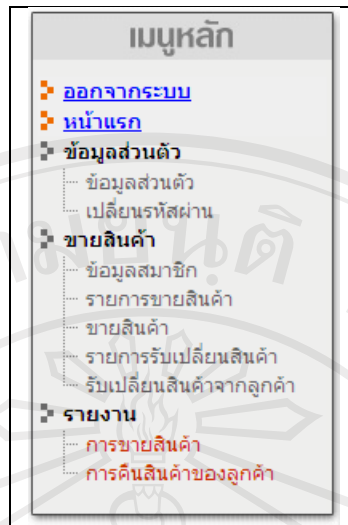 เมนูหลัก
ออกจากระบบ
หน้าแรก
ข้อมูลส่วนตัว
ข้อมูลส่วนตัว
เปลี่ยนรหัสผ่าน
ขายสินค้า
ข้อมูลสมาชิก
รายการขายสินค้า
ขายสินค้า
รายการรับเปลี่ยนสินค้า
รับเปลี่ยนสินค้าจากลูกค้า
รายงาน
การขายสินค้า
การคืนสินค้าของลูกค้า